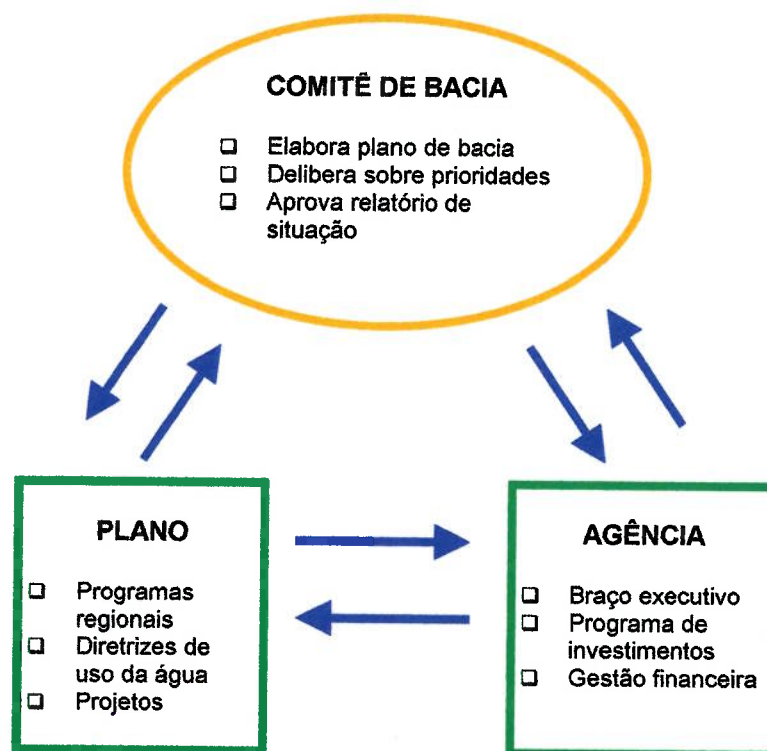 COMITÊ DE BACIA
❑ Elabora plano de bacia
❑ Delibera sobre prioridades
❑ Aprova relatório de
situação
PLANO
❑ Programas
regionais
❑ Diretrizes de
uso da água
❑ Projetos
AGÊNCIA
❑ Braço executivo
❑ Programa de
investimentos
❑ Gestão financeira